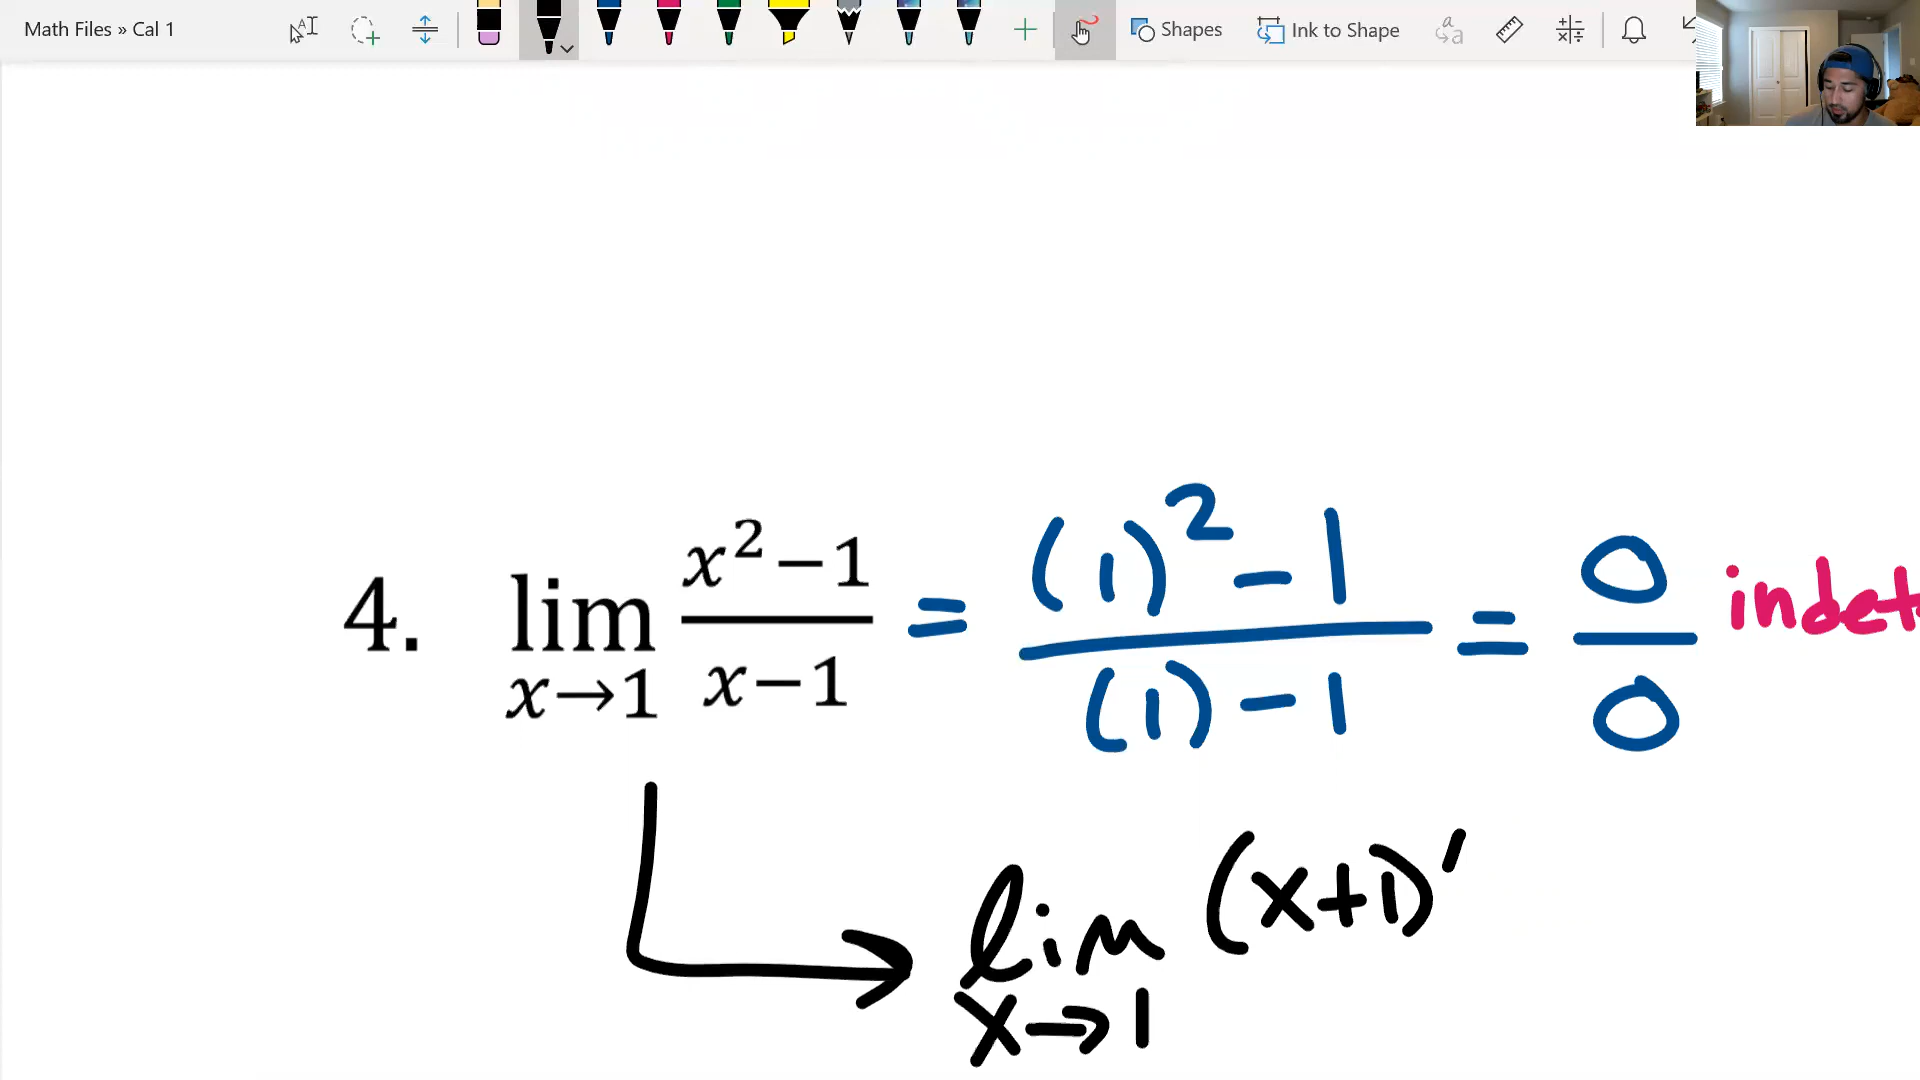 Math Files » Cal 1
Shapes
Ink to Shape
4. lim x→1 (x² − 1)/(x − 1) = ((1)² − 1)/((1) − 1) = 0/0 indet
lim x→1 (x+1)'